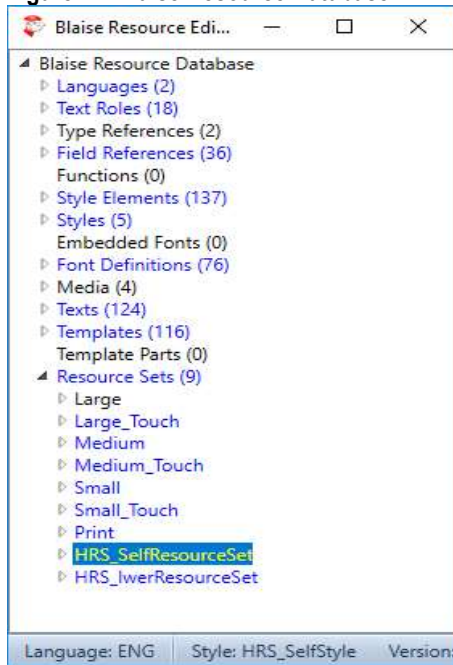 Blaise Resource Edi...
Blaise Resource Database
Languages (2)
Text Roles (18)
Type References (2)
Field References (36)
Functions (0)
Style Elements (137)
Styles (5)
Embedded Fonts (0)
Font Definitions (76)
Media (4)
Texts (124)
Templates (116)
Template Parts (0)
Resource Sets (9)
Large
Large_Touch
Medium
Medium_Touch
Small
Small_Touch
Print
HRS_SelfResourceSet
HRS_IwerResourceSet
Language: ENG Style: HRS_SelfStyle Version: